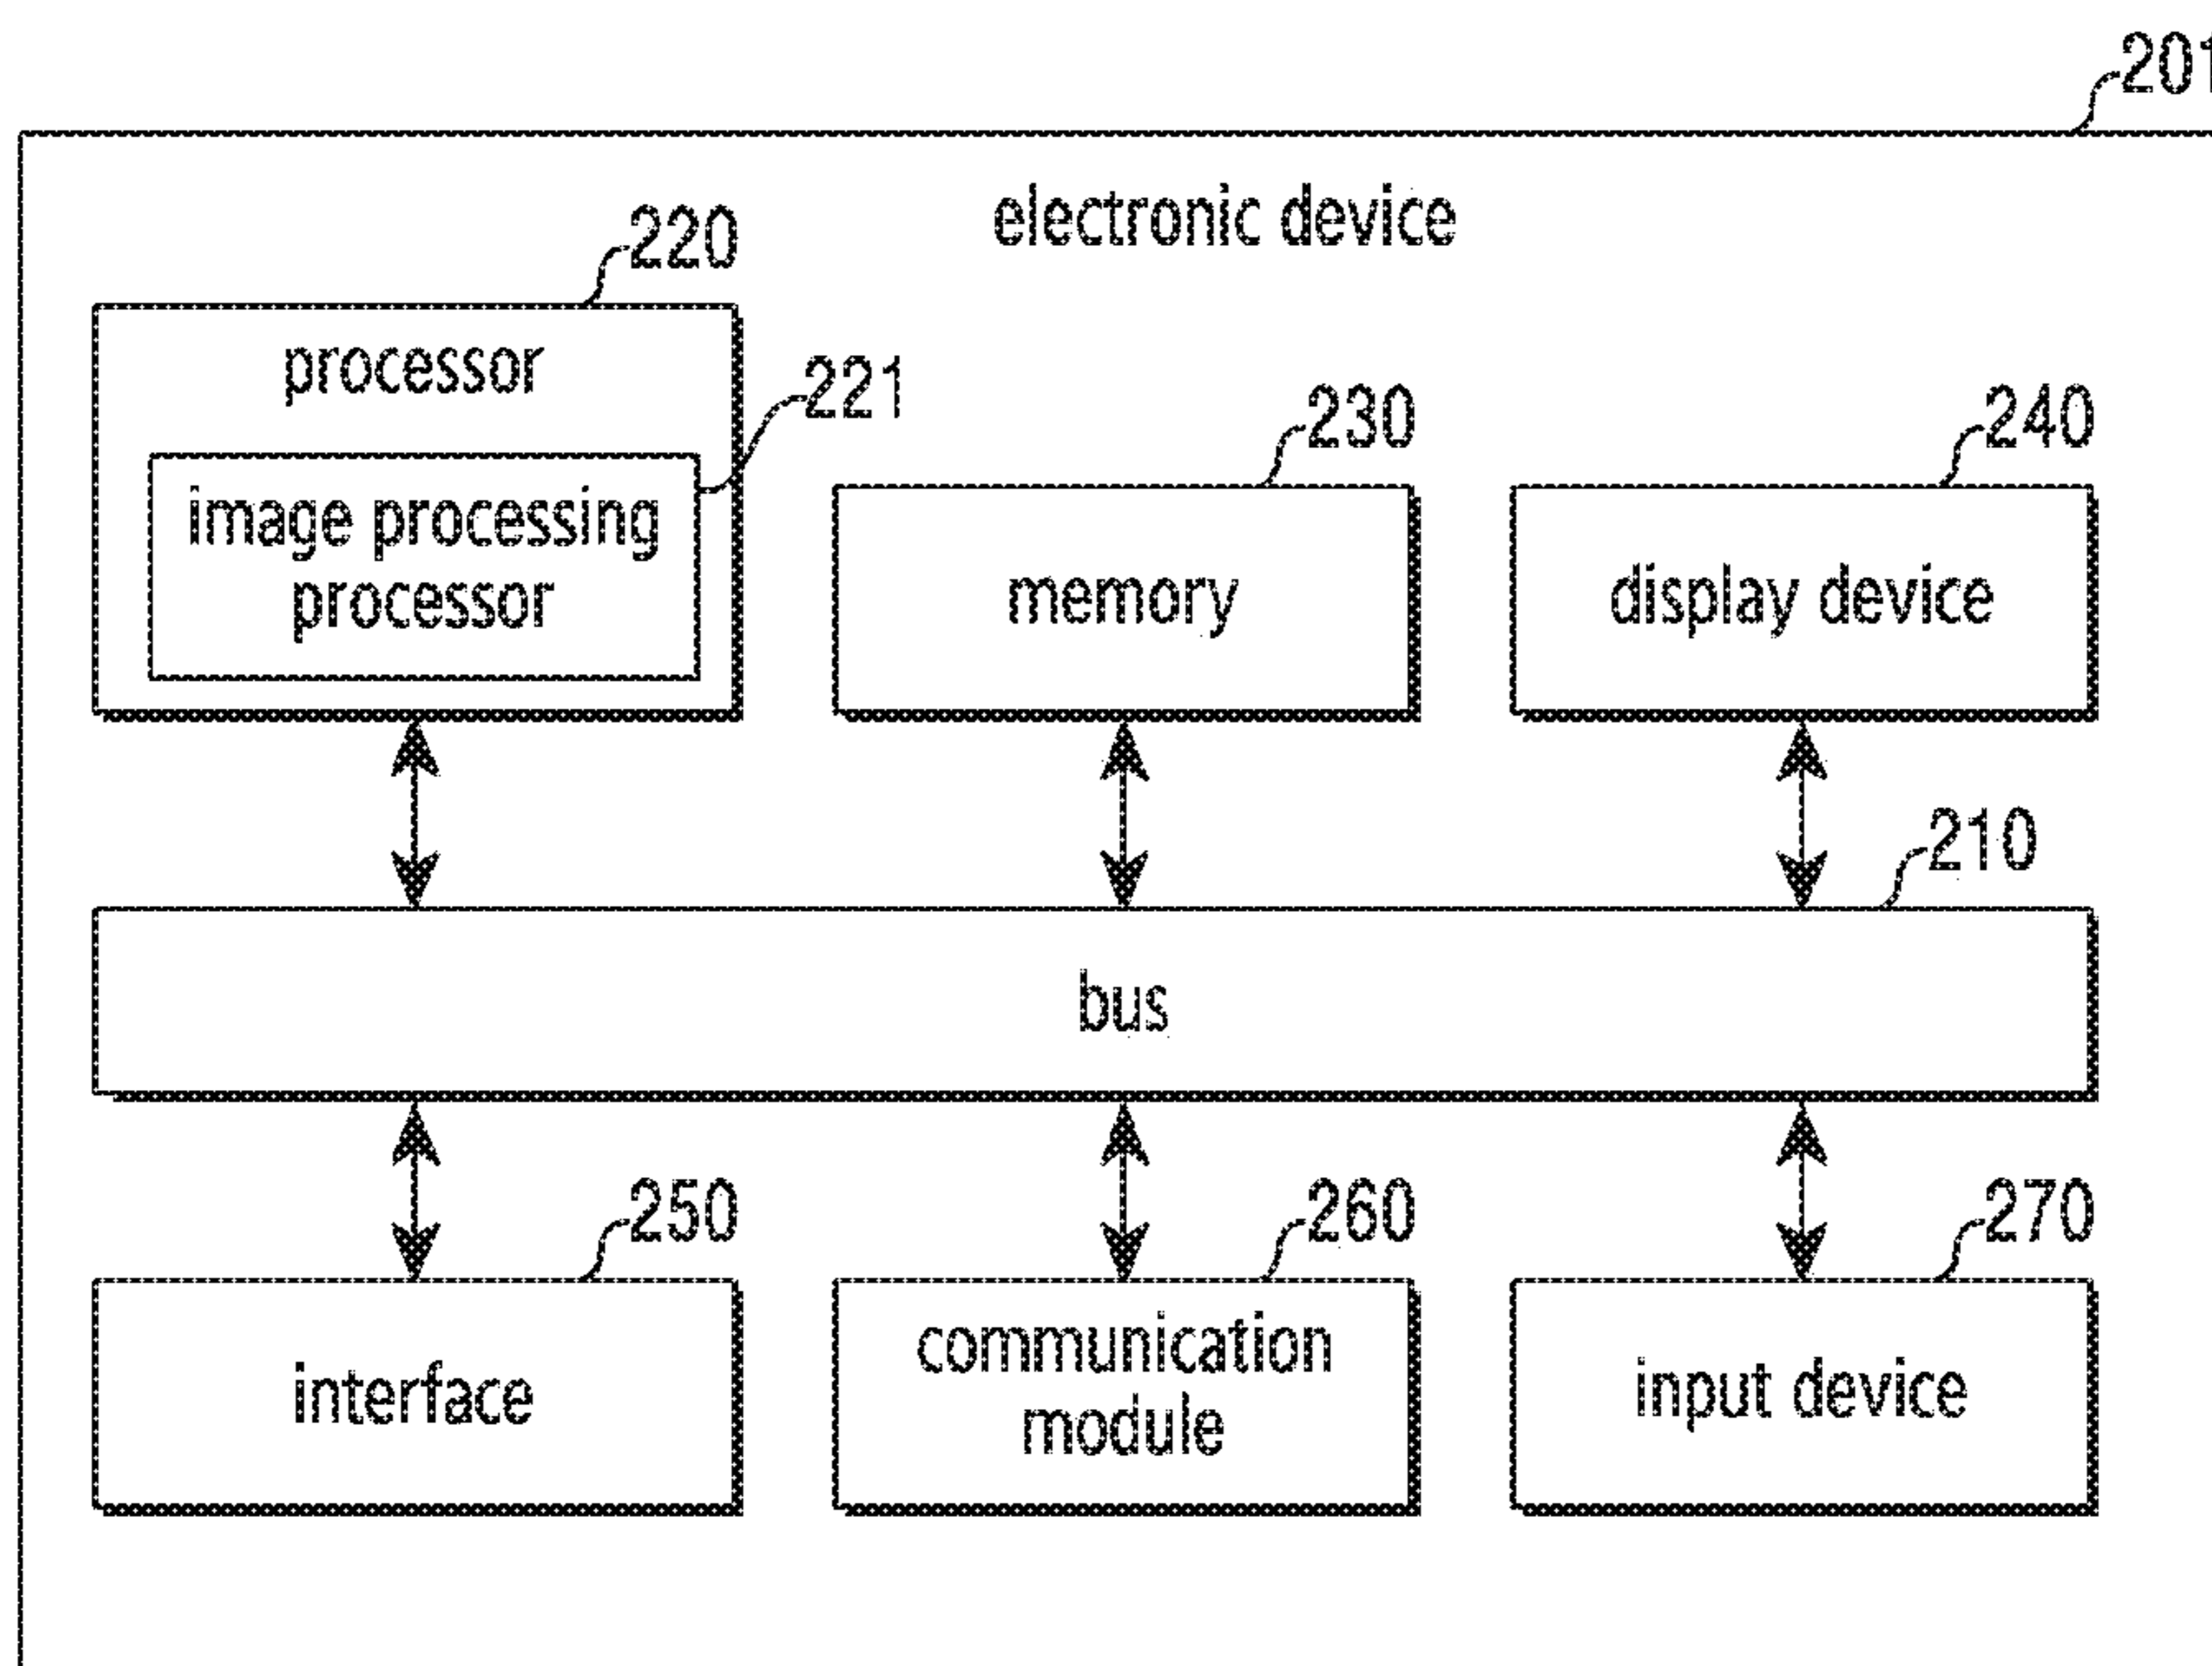 201
electronic device
220
processor
221
image processing
processor
230
memory
240
display device
210
bus
250
interface
260
communication
module
270
input device